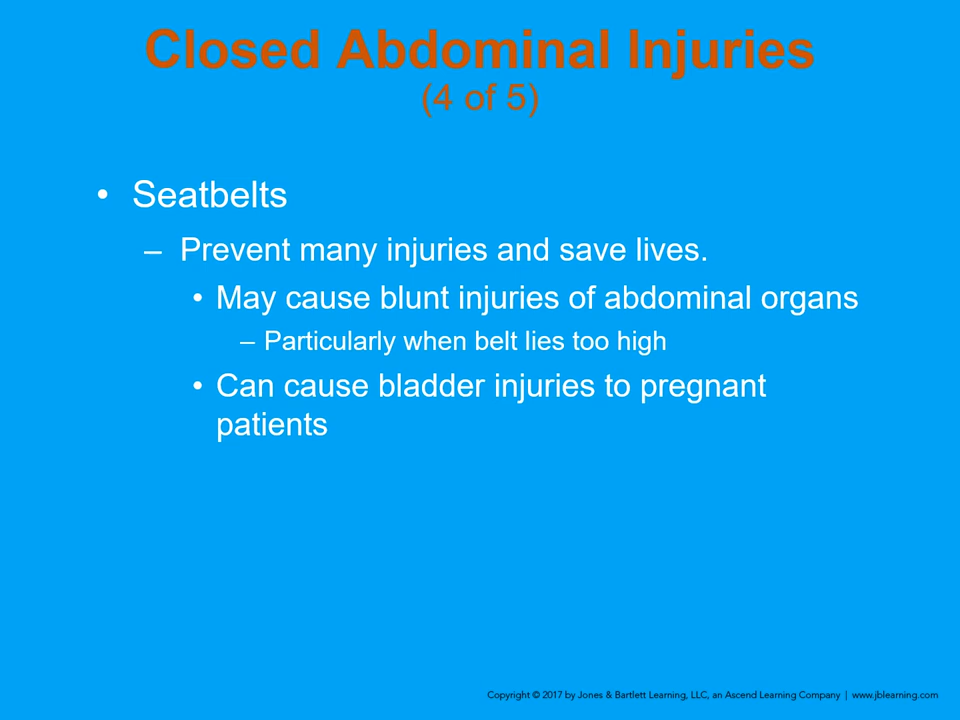 Closed Abdominal Injuries
(4 of 5)
• Seatbelts
– Prevent many injuries and save lives.
• May cause blunt injuries of abdominal organs
– Particularly when belt lies too high
• Can cause bladder injuries to pregnant
patients
Copyright © 2017 by Jones & Bartlett Learning, LLC, an Ascend Learning Company | www.jblearning.com